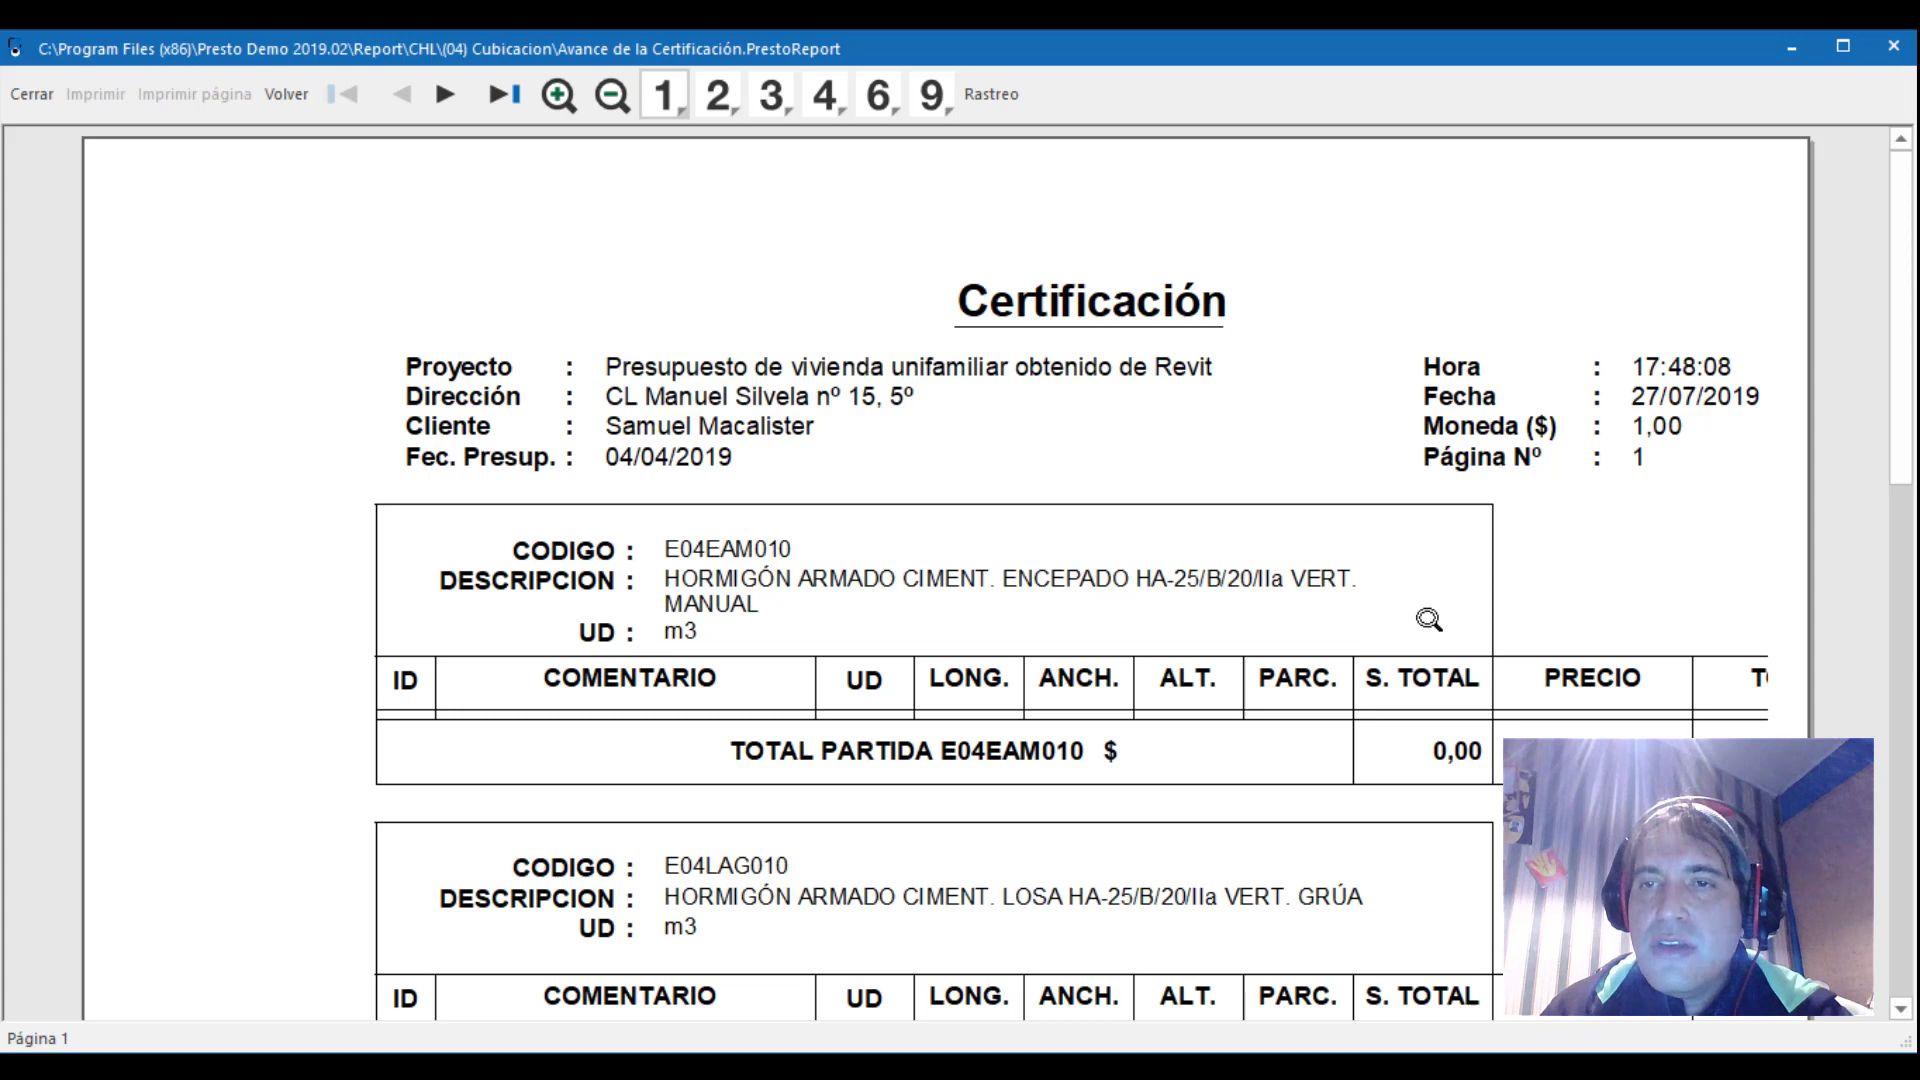 C:\Program Files (x86)\Presto Demo 2019.02\Report\CHL\(04) Cubicacion\Avance de la Certificación.PrestoReport
Cerrar Imprimir Imprimir página Volver 1 2 3 4 6 9 Rastreo
Certificación
Proyecto : Presupuesto de vivienda unifamiliar obtenido de Revit Hora : 17:48:08
Dirección : CL Manuel Silvela nº 15, 5º Fecha : 27/07/2019
Cliente : Samuel Macalister Moneda ($) : 1,00
Fec. Presup. : 04/04/2019 Página Nº : 1
CODIGO : E04EAM010
DESCRIPCION : HORMIGÓN ARMADO CIMENT. ENCEPADO HA-25/B/20/IIa VERT.
MANUAL
UD : m3
ID COMENTARIO UD LONG. ANCH. ALT. PARC. S. TOTAL PRECIO
TOTAL PARTIDA E04EAM010 $ 0,00
CODIGO : E04LAG010
DESCRIPCION : HORMIGÓN ARMADO CIMENT. LOSA HA-25/B/20/IIa VERT. GRÚA
UD : m3
ID COMENTARIO UD LONG. ANCH. ALT. PARC. S. TOTAL
Página 1